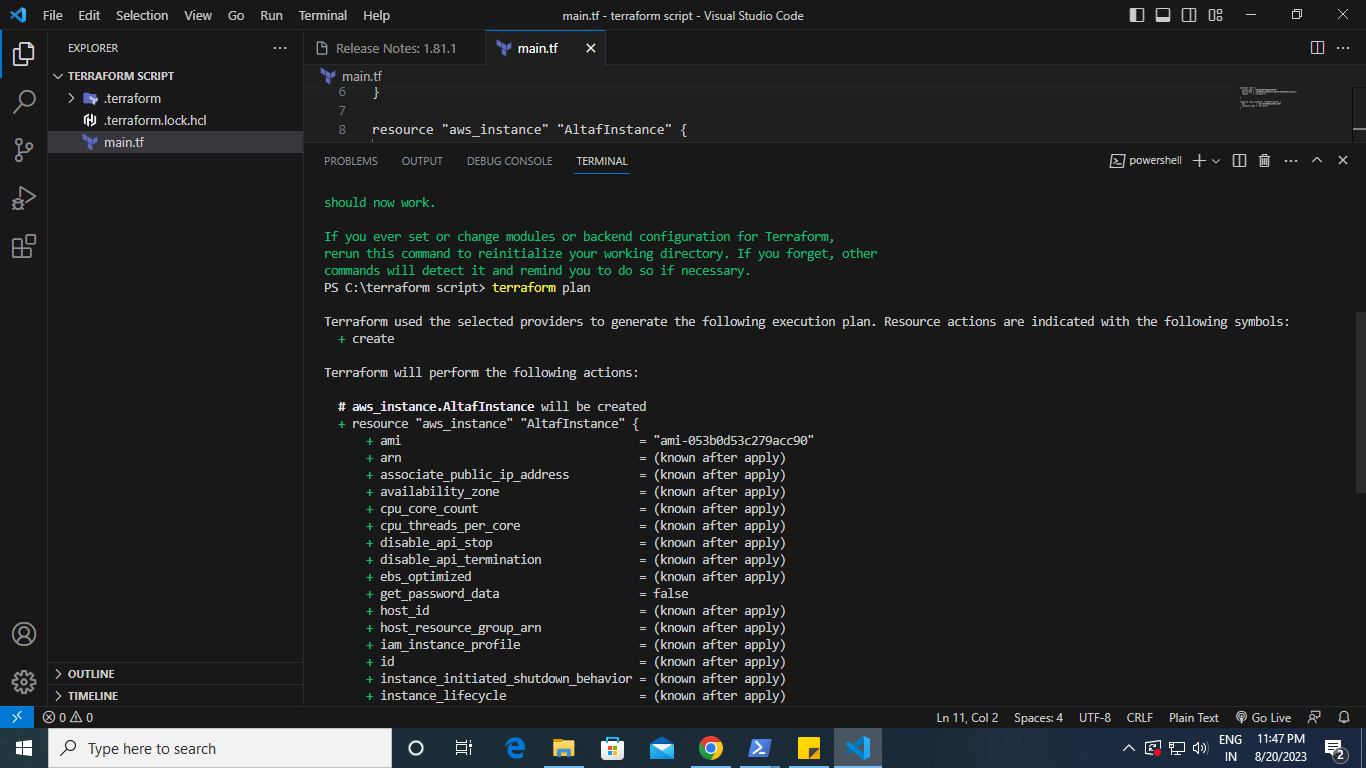 File Edit Selection View Go Run Terminal Help
main.tf - terraform script - Visual Studio Code
EXPLORER
TERRAFORM SCRIPT
.terraform
.terraform.lock.hcl
main.tf
OUTLINE
TIMELINE
Release Notes: 1.81.1
main.tf
main.tf
6 }
7
8 resource "aws_instance" "AltafInstance" {
PROBLEMS OUTPUT DEBUG CONSOLE TERMINAL
powershell
should now work.
If you ever set or change modules or backend configuration for Terraform,
rerun this command to reinitialize your working directory. If you forget, other
commands will detect it and remind you to do so if necessary.
PS C:\terraform script> terraform plan
Terraform used the selected providers to generate the following execution plan. Resource actions are indicated with the following symbols:
+ create
Terraform will perform the following actions:
# aws_instance.AltafInstance will be created
+ resource "aws_instance" "AltafInstance" {
+ ami = "ami-053b0d53c279acc90"
+ arn = (known after apply)
+ associate_public_ip_address = (known after apply)
+ availability_zone = (known after apply)
+ cpu_core_count = (known after apply)
+ cpu_threads_per_core = (known after apply)
+ disable_api_stop = (known after apply)
+ disable_api_termination = (known after apply)
+ ebs_optimized = (known after apply)
+ get_password_data = false
+ host_id = (known after apply)
+ host_resource_group_arn = (known after apply)
+ iam_instance_profile = (known after apply)
+ id = (known after apply)
+ instance_initiated_shutdown_behavior = (known after apply)
+ instance_lifecycle = (known after apply)
0 0
Ln 11, Col 2 Spaces: 4 UTF-8 CRLF Plain Text Go Live
Type here to search
ENG
IN
11:47 PM
8/20/2023
2